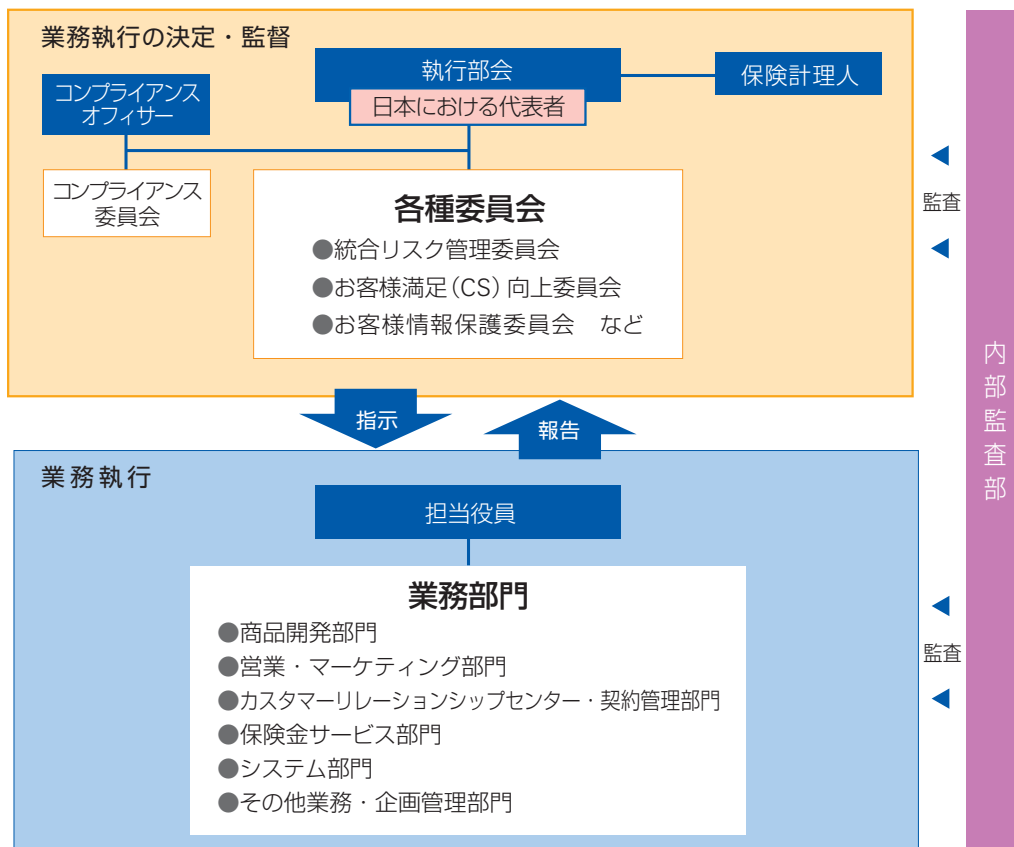 業務執行の決定・監督
執行部会
日本における代表者
保険計理人
コンプライアンス
オフィサー
コンプライアンス
委員会
各種委員会
●統合リスク管理委員会
●お客様満足(CS)向上委員会
●お客様情報保護委員会　など
監査
指示
報告
業務執行
担当役員
業務部門
●商品開発部門
●営業・マーケティング部門
●カスタマーリレーションシップセンター・契約管理部門
●保険金サービス部門
●システム部門
●その他業務・企画管理部門
監査
内部監査部